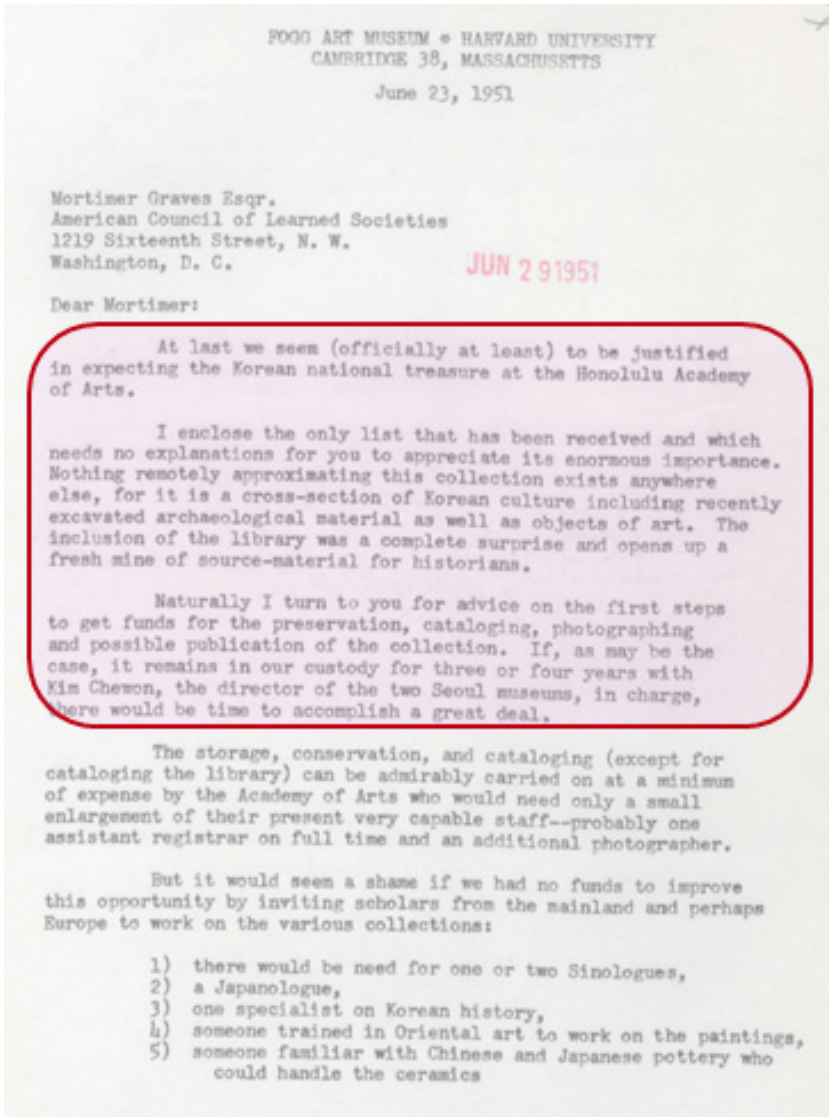 FOGG ART MUSEUM * HARVARD UNIVERSITY
CAMBRIDGE 38, MASSACHUSETTS
June 23, 1951
Mortimer Graves Esqr.
American Council of Learned Societies
1219 Sixteenth Street, N. W.
Washington, D. C.
JUN 29 1951
Dear Mortimer:
At last we seem (officially at least) to be justified
in expecting the Korean national treasure at the Honolulu Academy
of Arts.
I enclose the only list that has been received and which
needs no explanations for you to appreciate its enormous importance.
Nothing remotely approximating this collection exists anywhere
else, for it is a cross-section of Korean culture including recently
excavated archaeological material as well as objects of art. The
inclusion of the library was a complete surprise and opens up a
fresh mine of source-material for historians.
Naturally I turn to you for advice on the first steps
to get funds for the preservation, cataloging, photographing
and possible publication of the collection. If, as may be the
case, it remains in our custody for three or four years with
Kim Chewon, the director of the two Seoul museums, in charge,
there would be time to accomplish a great deal.
The storage, conservation, and cataloging (except for
cataloging the library) can be admirably carried on at a minimum
of expense by the Academy of Arts who would need only a small
enlargement of their present very capable staff--probably one
assistant registrar on full time and an additional photographer.
But it would seem a shame if we had no funds to improve
this opportunity by inviting scholars from the mainland and perhaps
Europe to work on the various collections:
1) there would be need for one or two Sinologues,
2) a Japanologue,
3) one specialist on Korean history,
4) someone trained in Oriental art to work on the paintings,
5) someone familiar with Chinese and Japanese pottery who
could handle the ceramics